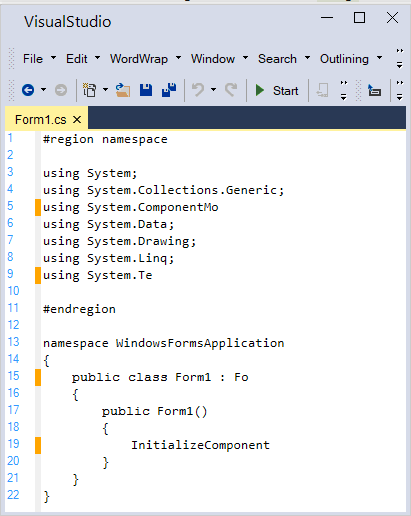 VisualStudio
File Edit WordWrap Window Search Outlining
Start
Form1.cs
1 #region namespace
2
3 using System;
4 using System.Collections.Generic;
5 using System.ComponentMo
6 using System.Data;
7 using System.Drawing;
8 using System.Linq;
9 using System.Te
10
11 #endregion
12
13 namespace WindowsFormsApplication
14 {
15 public class Form1 : Fo
16 {
17 public Form1()
18 {
19 InitializeComponent
20 }
21 }
22 }